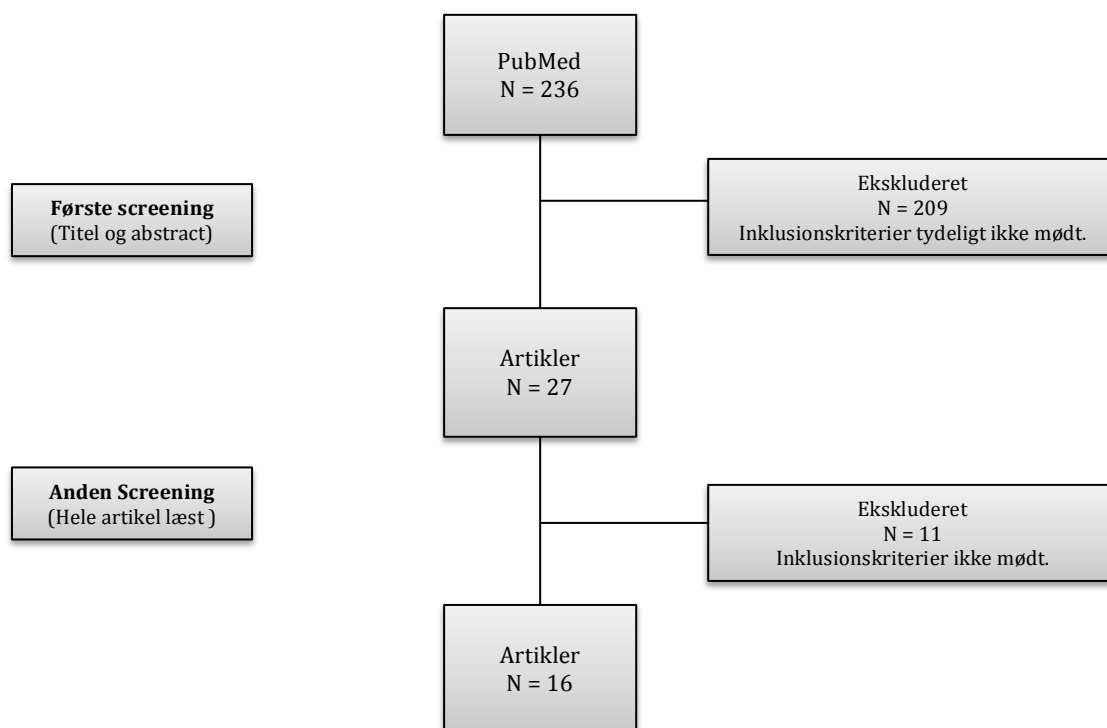 PubMed
N = 236
Første screening
(Titel og abstract)
Ekskluderet
N = 209
Inklusionskriterier tydeligt ikke mødt.
Artikler
N = 27
Anden Screening
(Hele artikel læst )
Ekskluderet
N = 11
Inklusionskriterier ikke mødt.
Artikler
N = 16